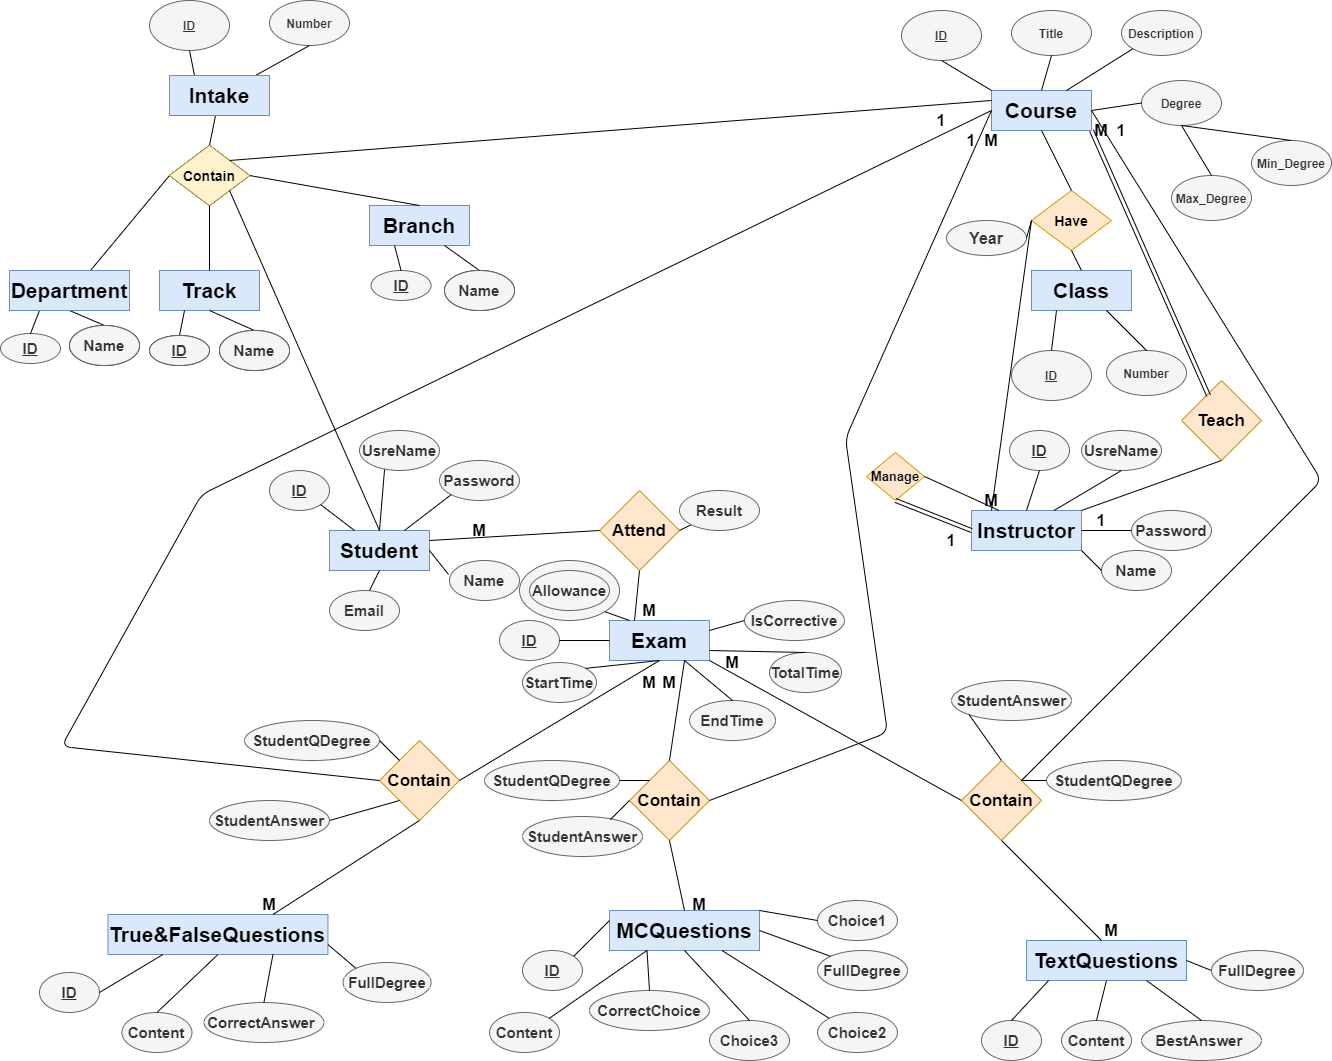 ID
Number
ID
Title
Description
Intake
Course
Degree
1
1 M
M 1
Min_Degree
Max_Degree
Contain
Branch
Have
Year
Department
Track
ID
Name
Class
ID
Name
ID
Name
ID
Number
Teach
UsreName
Password
ID
ID
UsreName
Manage
Student
M
Attend
Result
M
Instructor
1
1
Password
Name
Name
Email
Allowance
M
IsCorrective
ID
Exam
M
TotalTime
StartTime
M M
EndTime
StudentAnswer
StudentQDegree
Contain
StudentQDegree
StudentQDegree
StudentAnswer
Contain
StudentAnswer
Contain
M
M
M
True&FalseQuestions
MCQuestions
Choice1
TextQuestions
ID
FullDegree
ID
FullDegree
FullDegree
Content
CorrectAnswer
CorrectChoice
Content
Choice3
Choice2
ID
Content
BestAnswer